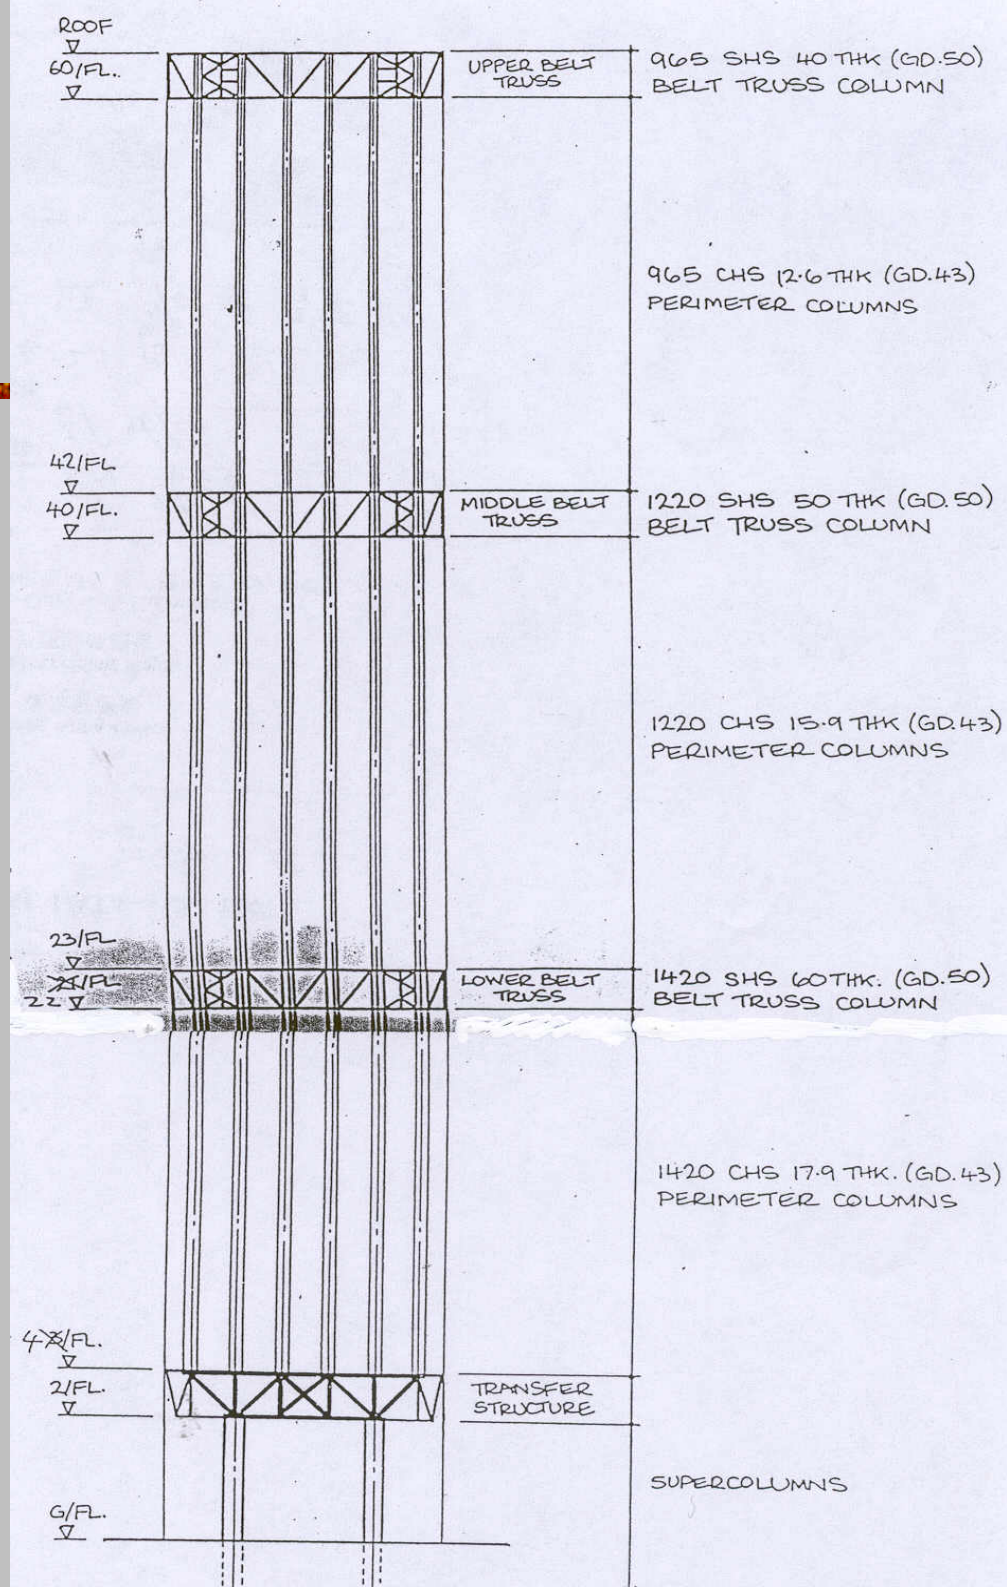 ROOF
60/FL.
UPPER BELT
TRUSS
965 SHS 40 THK (GD.50)
BELT TRUSS COLUMN
965 CHS 12.6 THK (GD.43)
PERIMETER COLUMNS
42/FL
40/FL.
MIDDLE BELT
TRUSS
1220 SHS 50 THK (GD.50)
BELT TRUSS COLUMN
1220 CHS 15.9 THK (GD.43)
PERIMETER COLUMNS
23/FL
/FL
22
LOWER BELT
TRUSS
1420 SHS 60 THK. (GD.50)
BELT TRUSS COLUMN
1420 CHS 17.9 THK. (GD.43)
PERIMETER COLUMNS
4/FL.
2/FL.
TRANSFER
STRUCTURE
SUPERCOLUMNS
G/FL.